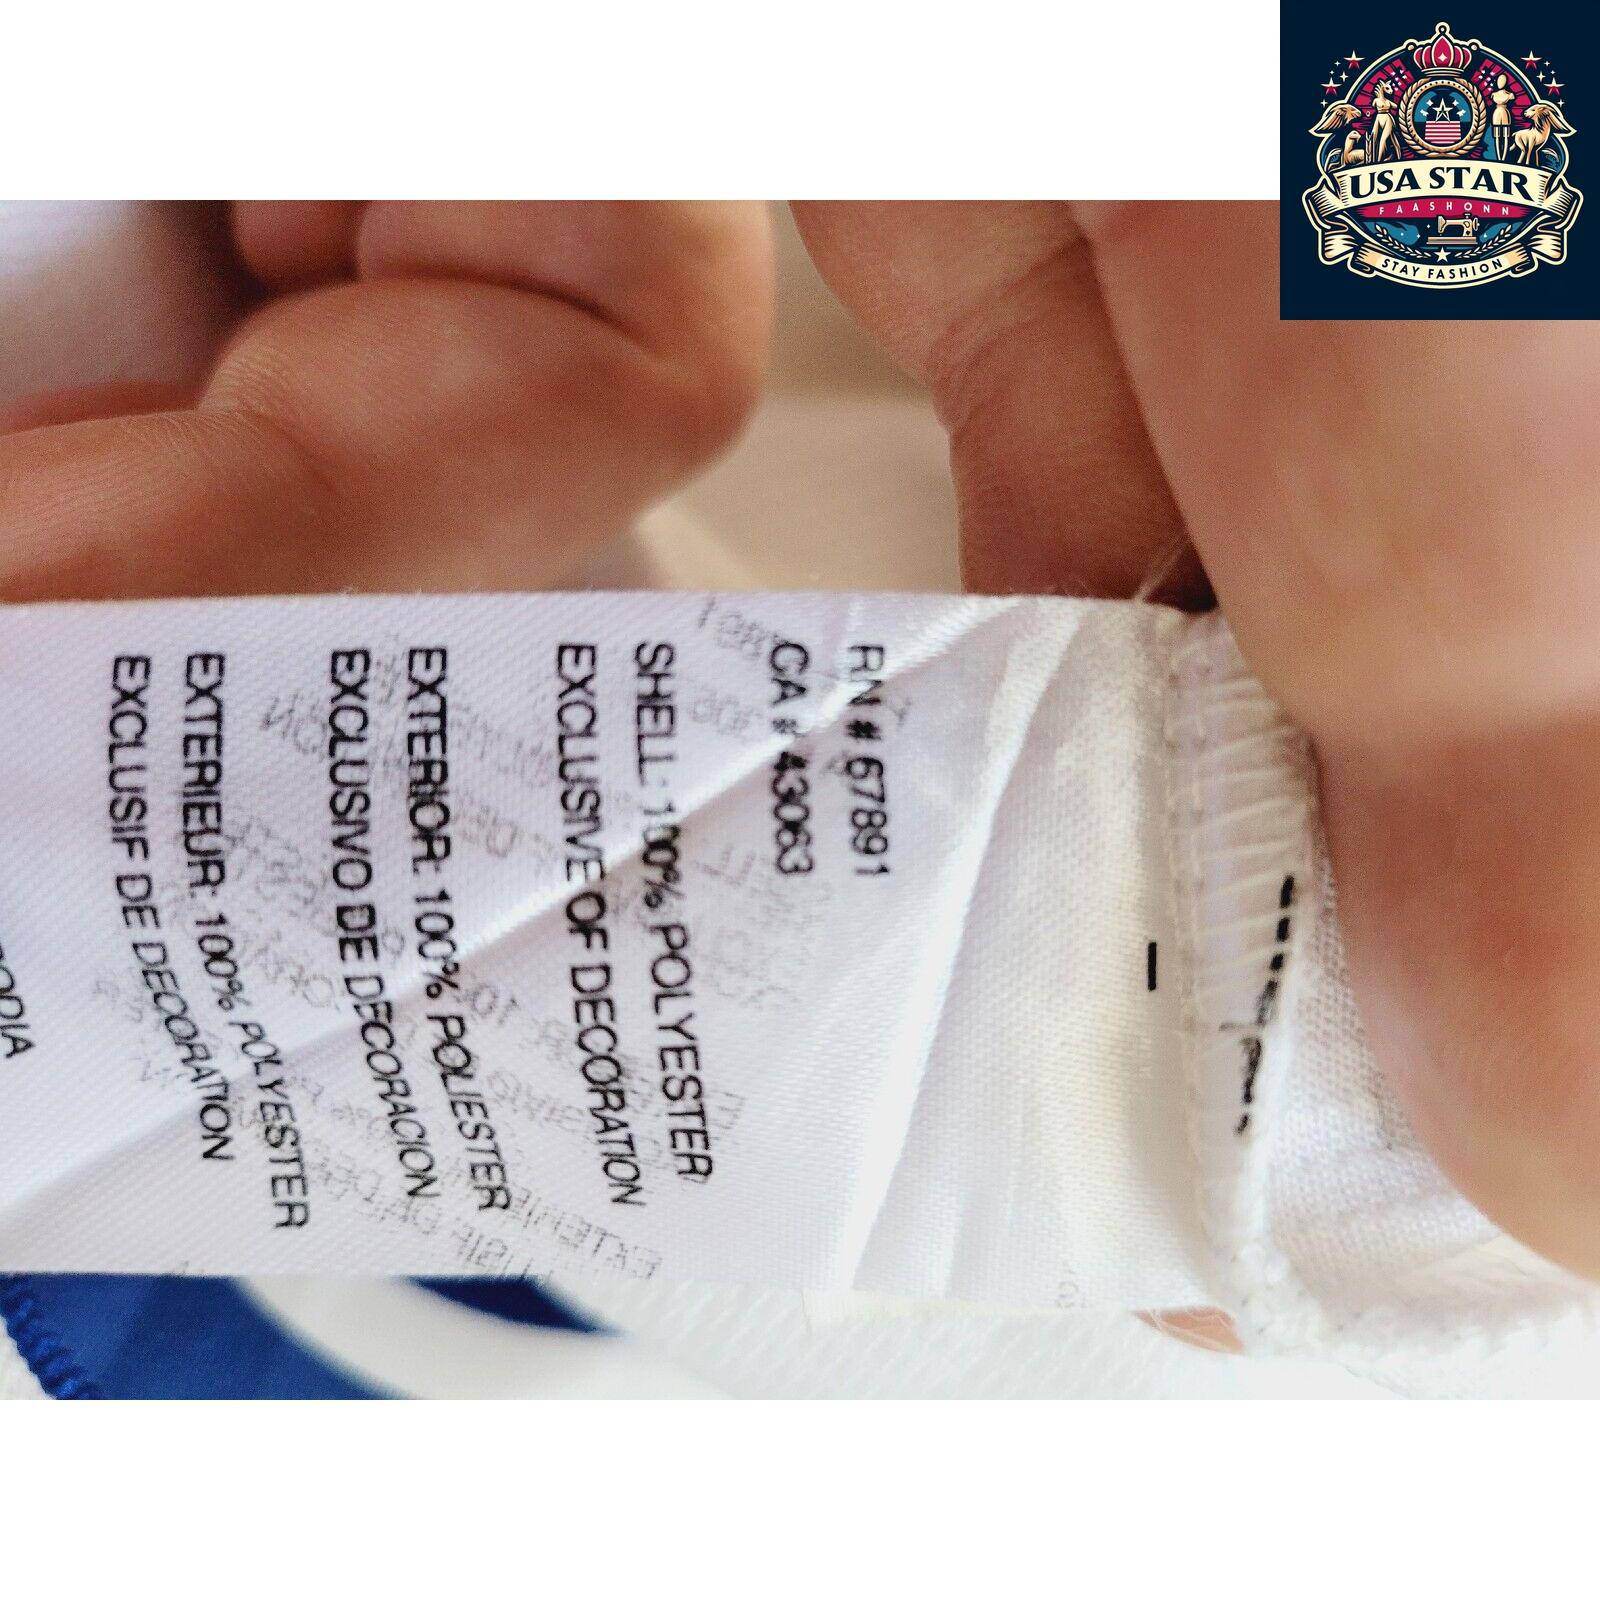 USA STAR
FAASHONN
STAY FASHION
RN # 67891
CA # 43063
SHELL: 100% POLYESTER
EXCLUSIVE OF DECORATION
EXTERIOR: 100% POLIESTER
EXCLUSIVO DE DECORACION
EXTERIEUR: 100% POLYESTER
EXCLUSIF DE DECORATION